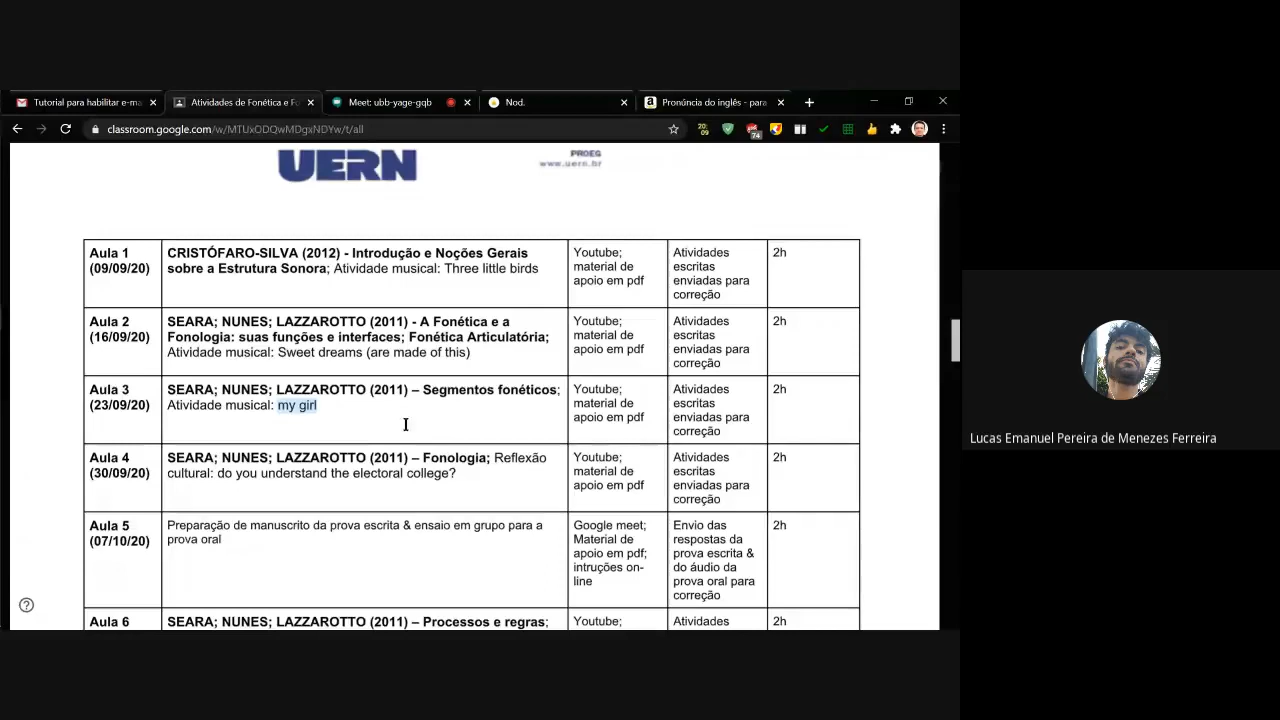 Tutorial para habilitar e-ma
Atividades de Fonética e Fo
Meet: ubb-yage-gqb
Nod.
Pronúncia do inglês - para
classroom.google.com/w/MTUxODQwMDgxNDYw/t/all
20
09
74
UERN
PROEG
www.uern.br
Aula 1
(09/09/20)
CRISTÓFARO-SILVA (2012) - Introdução e Noções Gerais
sobre a Estrutura Sonora; Atividade musical: Three little birds
Youtube;
material de
apoio em pdf
Atividades
escritas
enviadas para
correção
2h
Aula 2
(16/09/20)
SEARA; NUNES; LAZZAROTTO (2011) - A Fonética e a
Fonologia: suas funções e interfaces; Fonética Articulatória;
Atividade musical: Sweet dreams (are made of this)
Youtube;
material de
apoio em pdf
Atividades
escritas
enviadas para
correção
2h
Aula 3
(23/09/20)
SEARA; NUNES; LAZZAROTTO (2011) – Segmentos fonéticos;
Atividade musical: my girl
Youtube;
material de
apoio em pdf
Atividades
escritas
enviadas para
correção
2h
Aula 4
(30/09/20)
SEARA; NUNES; LAZZAROTTO (2011) – Fonologia; Reflexão
cultural: do you understand the electoral college?
Youtube;
material de
apoio em pdf
Atividades
escritas
enviadas para
correção
2h
Aula 5
(07/10/20)
Preparação de manuscrito da prova escrita & ensaio em grupo para a
prova oral
Google meet;
Material de
apoio em pdf;
intruções on-
line
Envio das
respostas da
prova escrita &
do áudio da
prova oral para
correção
2h
Aula 6
SEARA; NUNES; LAZZAROTTO (2011) – Processos e regras;
Youtube;
Atividades
2h
Lucas Emanuel Pereira de Menezes Ferreira